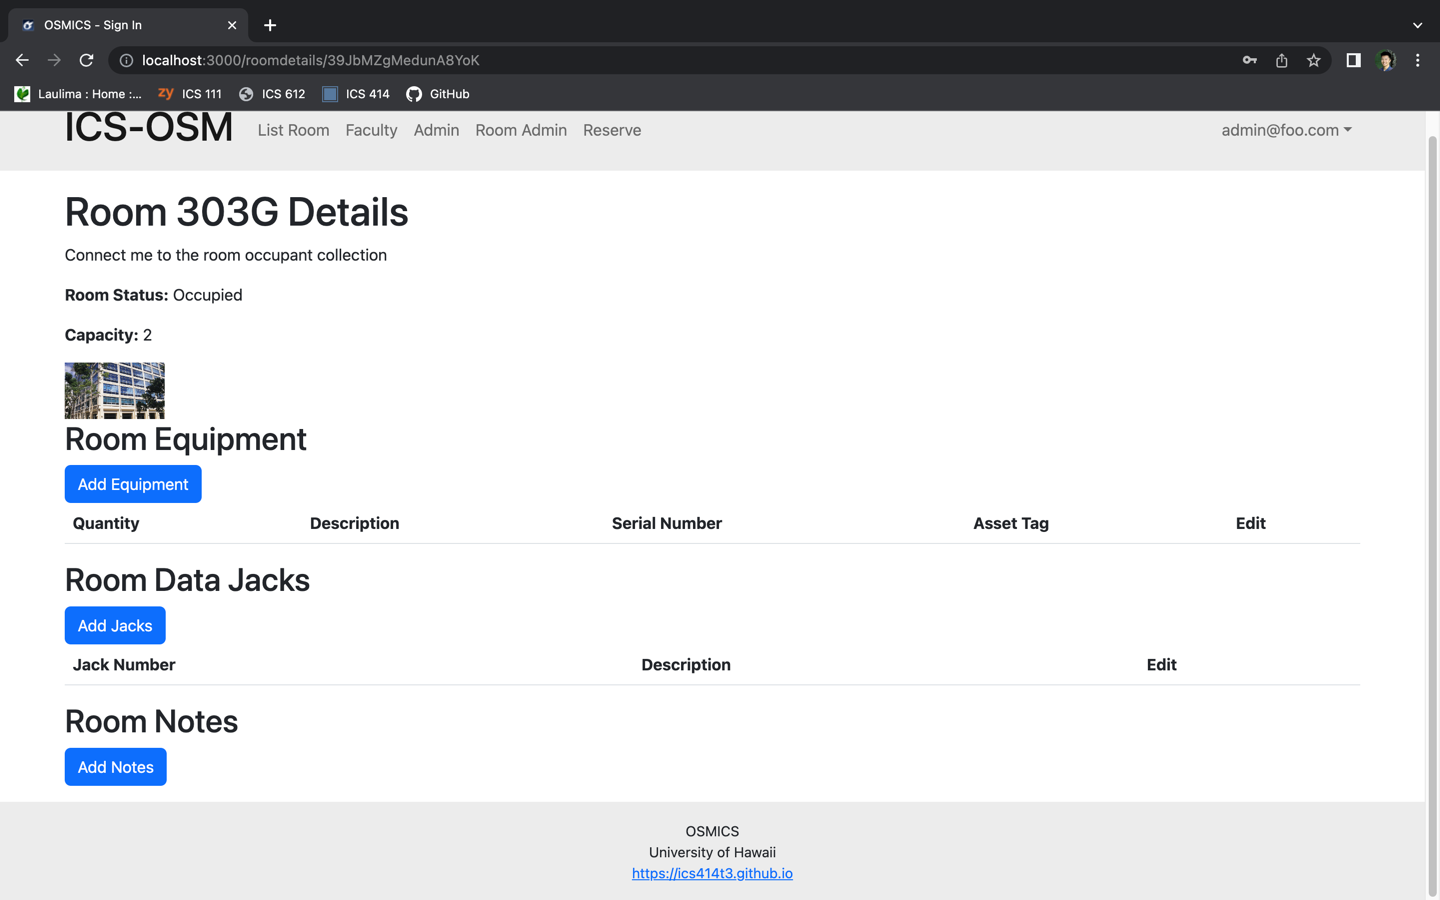 OSMICS - Sign In
localhost:3000/roomdetails/39JbMZgMedunA8YoK
Laulima : Home :... zy ICS 111 ICS 612 ICS 414 GitHub
ICS-OSM List Room Faculty Admin Room Admin Reserve admin@foo.com
Room 303G Details
Connect me to the room occupant collection
Room Status: Occupied
Capacity: 2
Room Equipment
Add Equipment
Quantity Description Serial Number Asset Tag Edit
Room Data Jacks
Add Jacks
Jack Number Description Edit
Room Notes
Add Notes
OSMICS
University of Hawaii
https://ics414t3.github.io